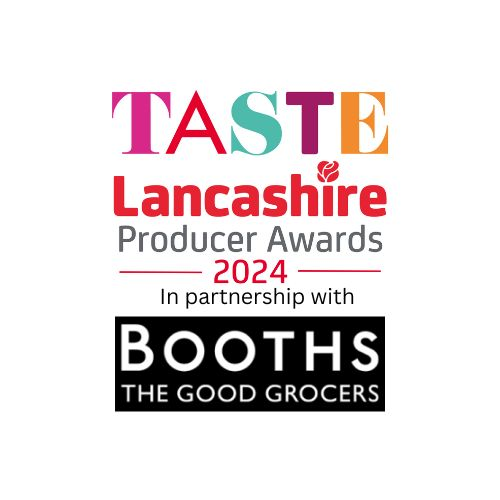 TASTE
Lancashire
Producer Awards
2024
In partnership with
BOOTHS
THE GOOD GROCERS